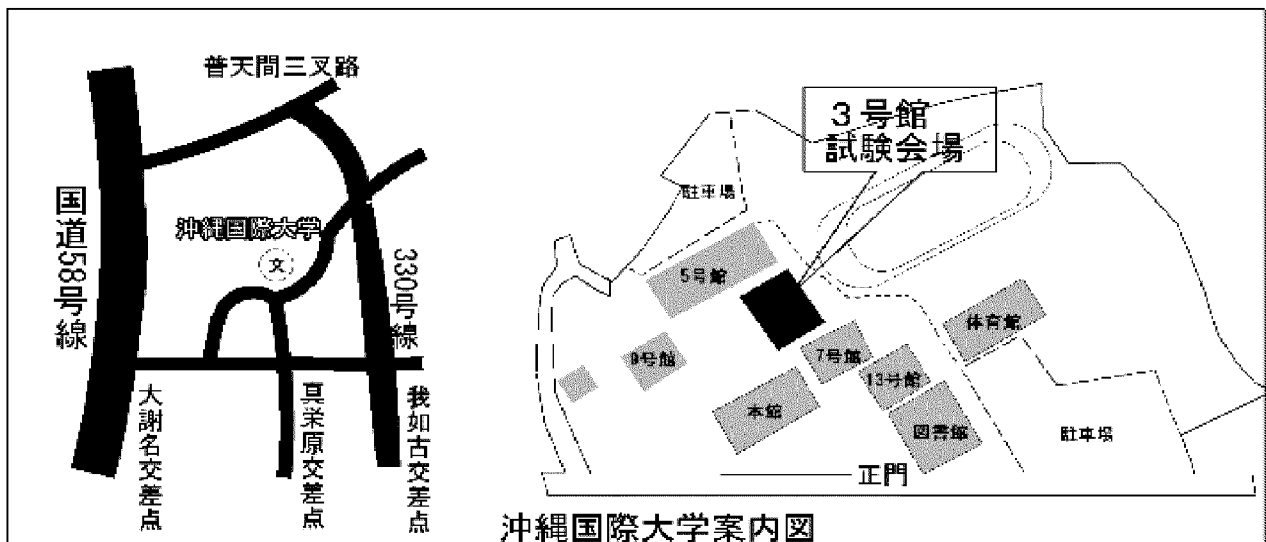 普天間三叉路
国道58号線
沖縄国際大学
文
330号線
大謝名交差点
真栄原交差点
我如古交差点
3号館
試験会場
駐車場
5号館
9号館
7号館
13号館
体育館
本館
図書館
駐車場
正門
沖縄国際大学案内図